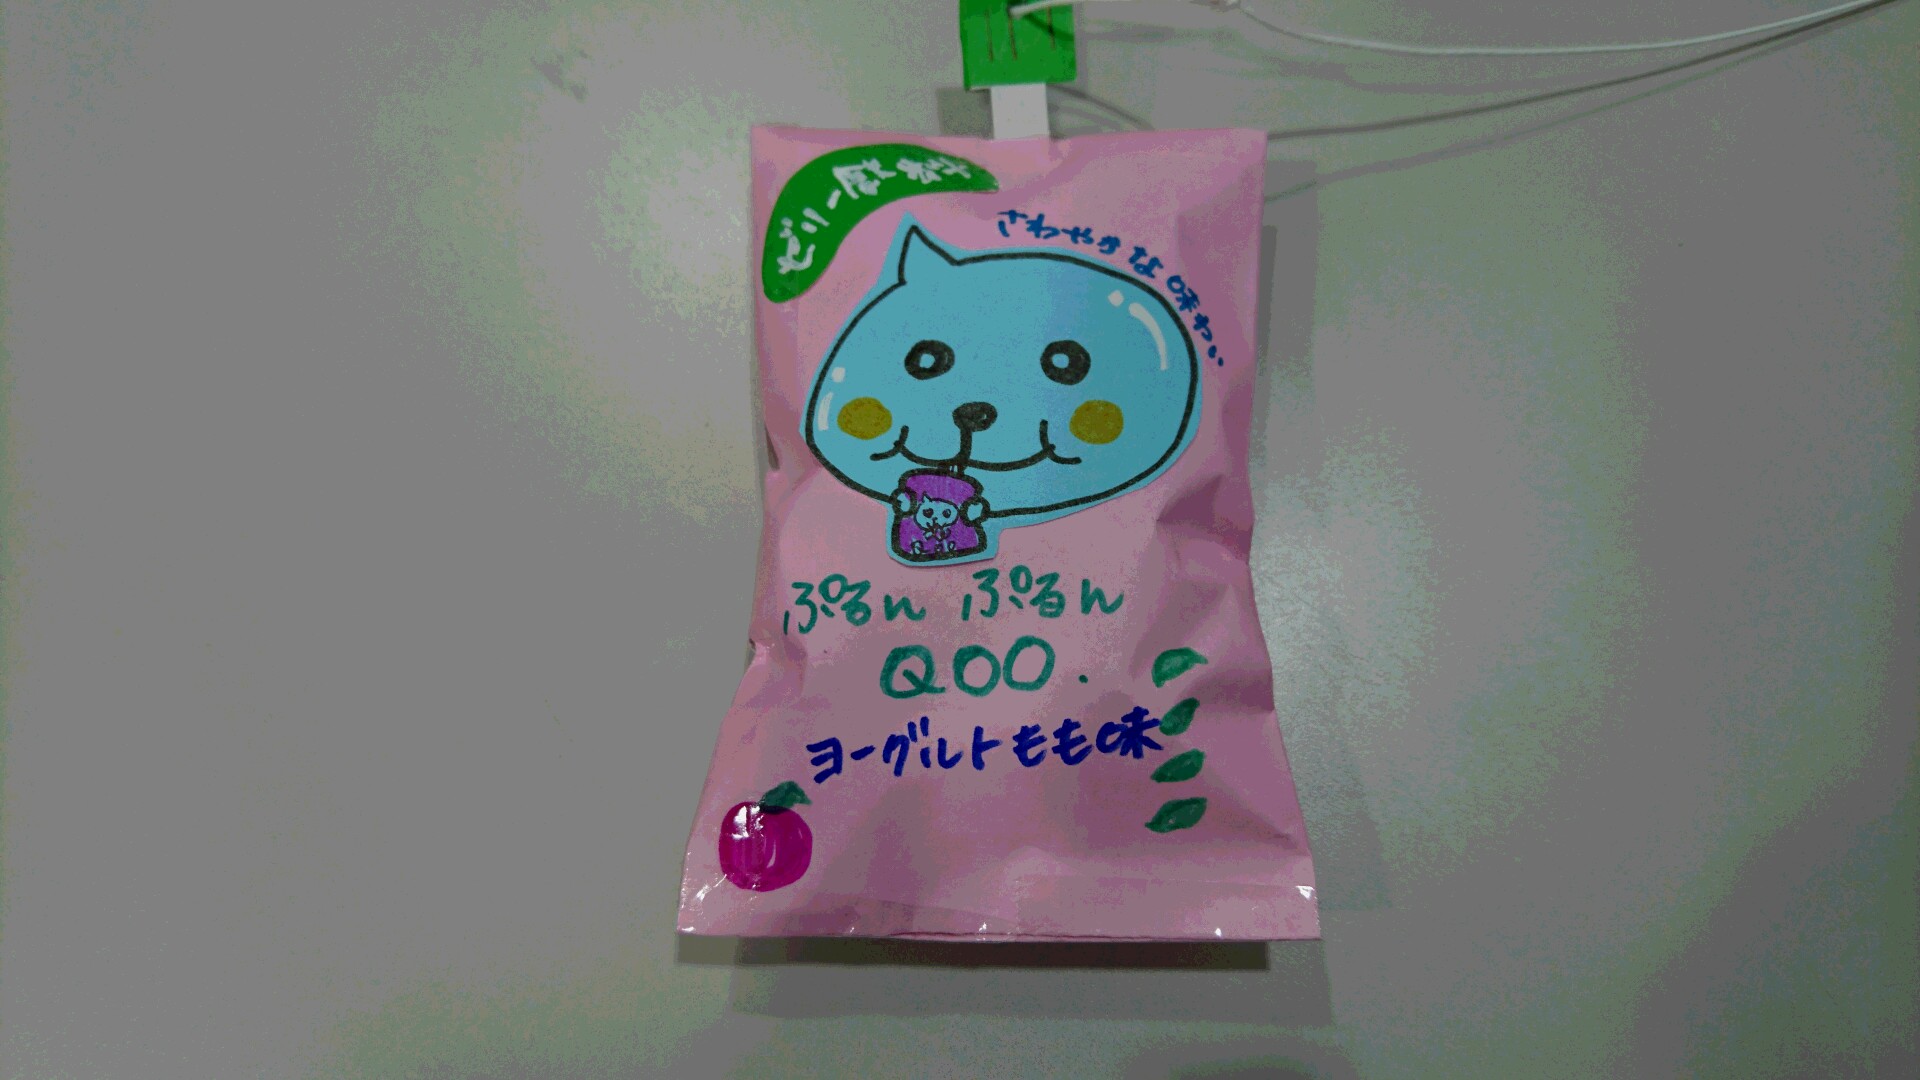 ゼリー飲料
さわやかな味わい
ぷるん ぷるん
QOO.
ヨーグルトもも味